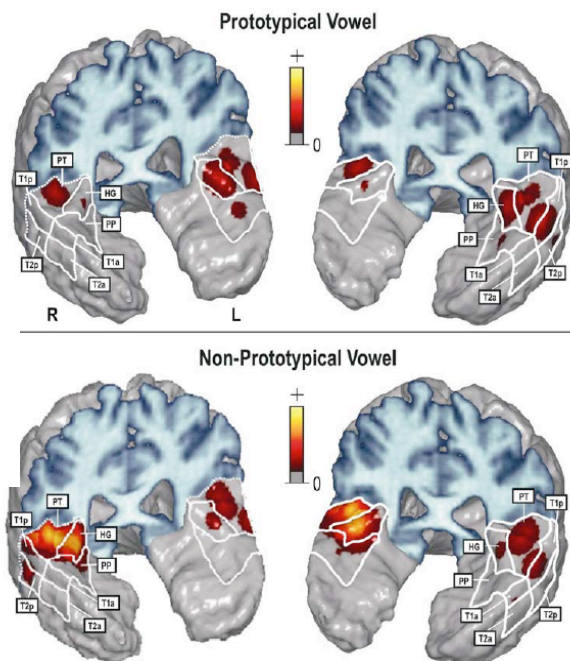 Prototypical Vowel
+
0
PT
T1p
HG
PP
T1a
T2p
T2a
R
L
PT
T1p
HG
PP
T1a
T2a
T2p
Non-Prototypical Vowel
+
0
PT
T1p
HG
PP
T1a
T2p
T2a
PT
T1p
HG
PP
T1a
T2p
T2a